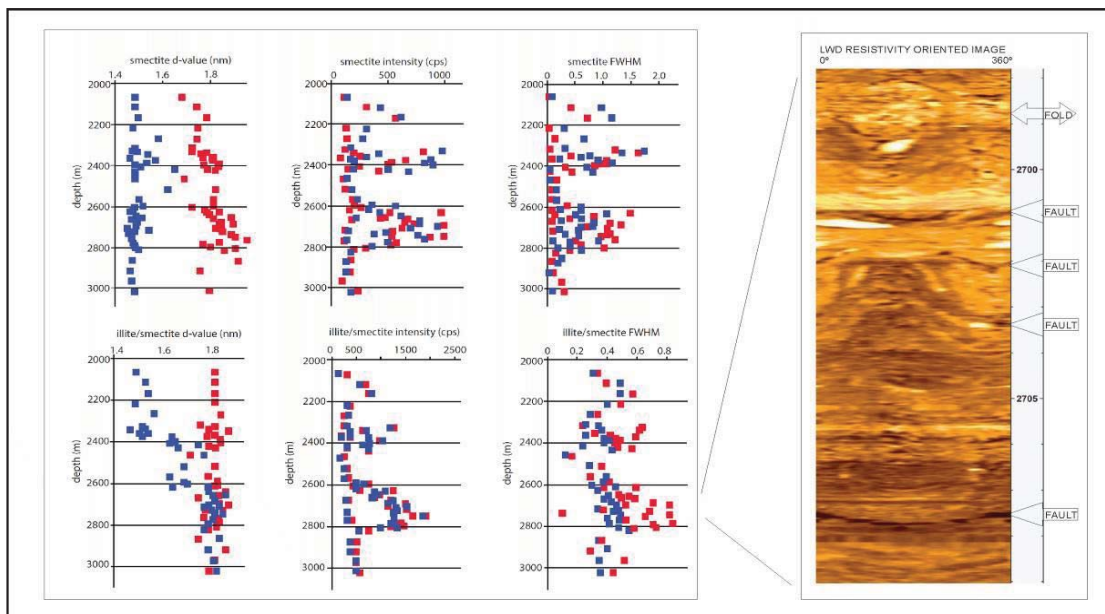 smectite d-value (nm)
1.4 1.6 1.8
depth (m)
2000
2200
2400
2600
2800
3000
smectite intensity (cps)
0 500 1000
depth (m)
2000
2200
2400
2600
2800
3000
smectite FWHM
0 0.5 1.0 1.5 2.0
depth (m)
2000
2200
2400
2600
2800
3000
illite/smectite d-value (nm)
1.4 1.6 1.8
depth (m)
2000
2200
2400
2600
2800
3000
illite/smectite intensity (cps)
0 500 1500 2500
depth (m)
2000
2200
2400
2600
2800
3000
illite/smectite FWHM
0 0.2 0.4 0.6 0.8
depth (m)
2000
2200
2400
2600
2800
3000
LWD RESISTIVITY ORIENTED IMAGE
0° 360°
FOLD
2700
FAULT
FAULT
FAULT
2705
FAULT